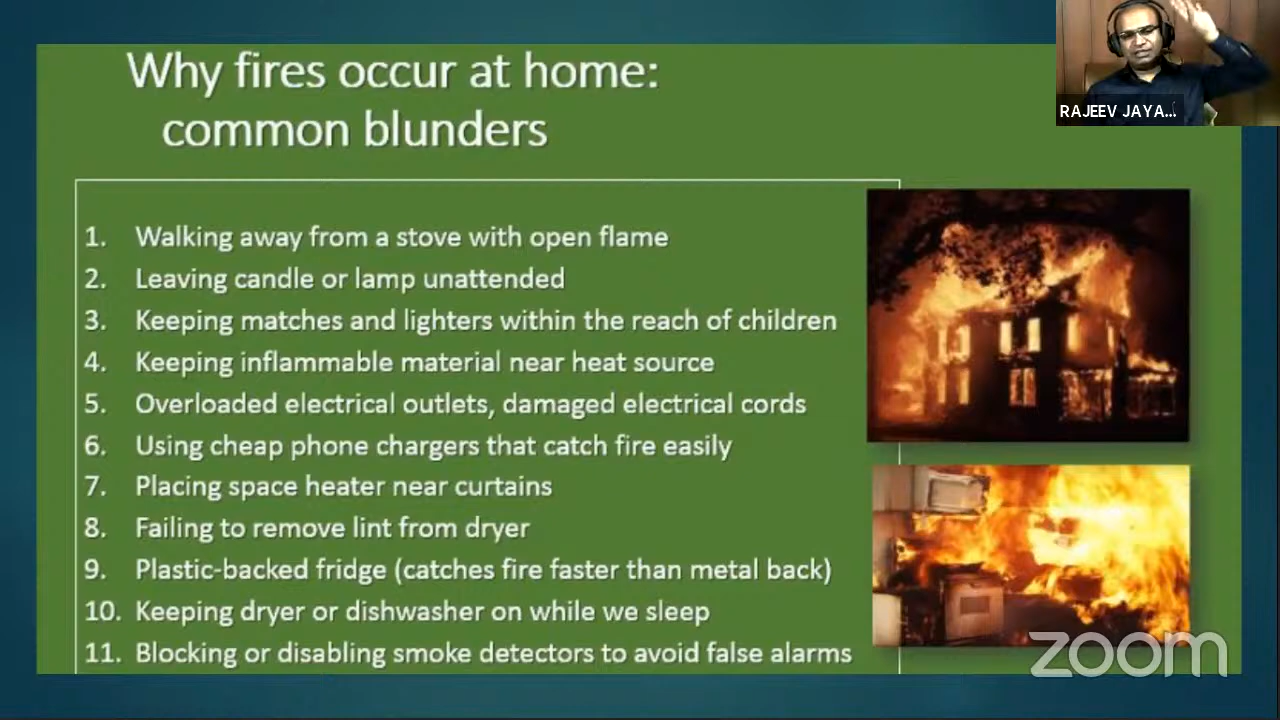 Why fires occur at home:
common blunders
RAJEEV JAYA...
1. Walking away from a stove with open flame
2. Leaving candle or lamp unattended
3. Keeping matches and lighters within the reach of children
4. Keeping inflammable material near heat source
5. Overloaded electrical outlets, damaged electrical cords
6. Using cheap phone chargers that catch fire easily
7. Placing space heater near curtains
8. Failing to remove lint from dryer
9. Plastic-backed fridge (catches fire faster than metal back)
10. Keeping dryer or dishwasher on while we sleep
11. Blocking or disabling smoke detectors to avoid false alarms
zoom